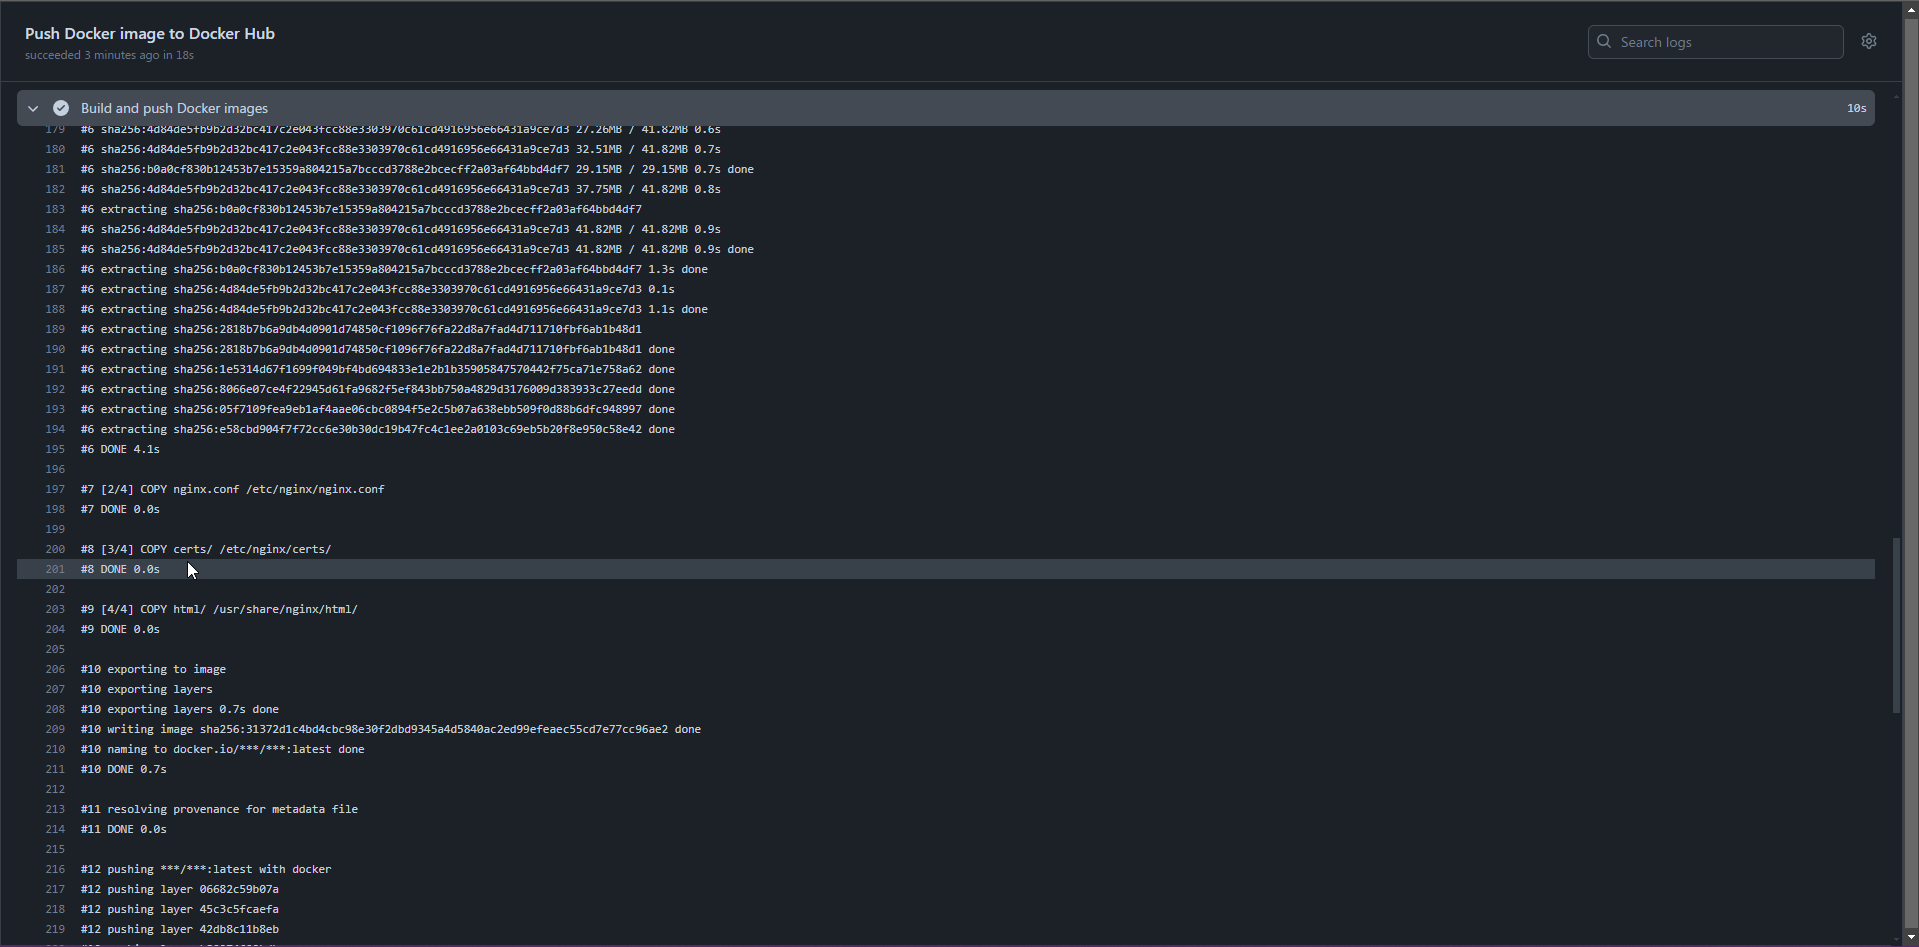 Push Docker image to Docker Hub
succeeded 3 minutes ago in 18s
Search logs
Build and push Docker images 10s
179 #6 sha256:4d84de5fb9b2d32bc417c2e043fcc88e3303970c61cd4916956e66431a9ce7d3 27.26MB / 41.82MB 0.6s
180 #6 sha256:4d84de5fb9b2d32bc417c2e043fcc88e3303970c61cd4916956e66431a9ce7d3 32.51MB / 41.82MB 0.7s
181 #6 sha256:b0a0cf830b12453b7e15359a804215a7bcccd3788e2bcecff2a03af64bbd4df7 29.15MB / 29.15MB 0.7s done
182 #6 sha256:4d84de5fb9b2d32bc417c2e043fcc88e3303970c61cd4916956e66431a9ce7d3 37.75MB / 41.82MB 0.8s
183 #6 extracting sha256:b0a0cf830b12453b7e15359a804215a7bcccd3788e2bcecff2a03af64bbd4df7
184 #6 sha256:4d84de5fb9b2d32bc417c2e043fcc88e3303970c61cd4916956e66431a9ce7d3 41.82MB / 41.82MB 0.9s
185 #6 sha256:4d84de5fb9b2d32bc417c2e043fcc88e3303970c61cd4916956e66431a9ce7d3 41.82MB / 41.82MB 0.9s done
186 #6 extracting sha256:b0a0cf830b12453b7e15359a804215a7bcccd3788e2bcecff2a03af64bbd4df7 1.3s done
187 #6 extracting sha256:4d84de5fb9b2d32bc417c2e043fcc88e3303970c61cd4916956e66431a9ce7d3 0.1s
188 #6 extracting sha256:4d84de5fb9b2d32bc417c2e043fcc88e3303970c61cd4916956e66431a9ce7d3 1.1s done
189 #6 extracting sha256:2818b7b6a9db4d0901d74850cf1096f76fa22d8a7fad4d711710fbf6ab1b48d1
190 #6 extracting sha256:2818b7b6a9db4d0901d74850cf1096f76fa22d8a7fad4d711710fbf6ab1b48d1 done
191 #6 extracting sha256:1e5314d67f1699f049bf4bd694833e1e2b1b35905847570442f75ca71e758a62 done
192 #6 extracting sha256:8066e07ce4f22945d61fa9682f5ef843bb750a4829d3176009d383933c27eedd done
193 #6 extracting sha256:05f7109fea9eb1af4aae06cbc0894f5e2c5b07a638ebb509f0d88b6dfc948997 done
194 #6 extracting sha256:e58cbd904f7f72cc6e30b30dc19b47fc4c1ee2a0103c69eb5b20f8e950c58e42 done
195 #6 DONE 4.1s
196
197 #7 [2/4] COPY nginx.conf /etc/nginx/nginx.conf
198 #7 DONE 0.0s
199
200 #8 [3/4] COPY certs/ /etc/nginx/certs/
201 #8 DONE 0.0s
202
203 #9 [4/4] COPY html/ /usr/share/nginx/html/
204 #9 DONE 0.0s
205
206 #10 exporting to image
207 #10 exporting layers
208 #10 exporting layers 0.7s done
209 #10 writing image sha256:31372d1c4bd4cbc98e30f2dbd9345a4d5840ac2ed99efeaec55cd7e77cc96ae2 done
210 #10 naming to docker.io/***/***:latest done
211 #10 DONE 0.7s
212
213 #11 resolving provenance for metadata file
214 #11 DONE 0.0s
215
216 #12 pushing ***/***:latest with docker
217 #12 pushing layer 06682c59b07a
218 #12 pushing layer 45c3c5fcaefa
219 #12 pushing layer 42db8c11b8eb